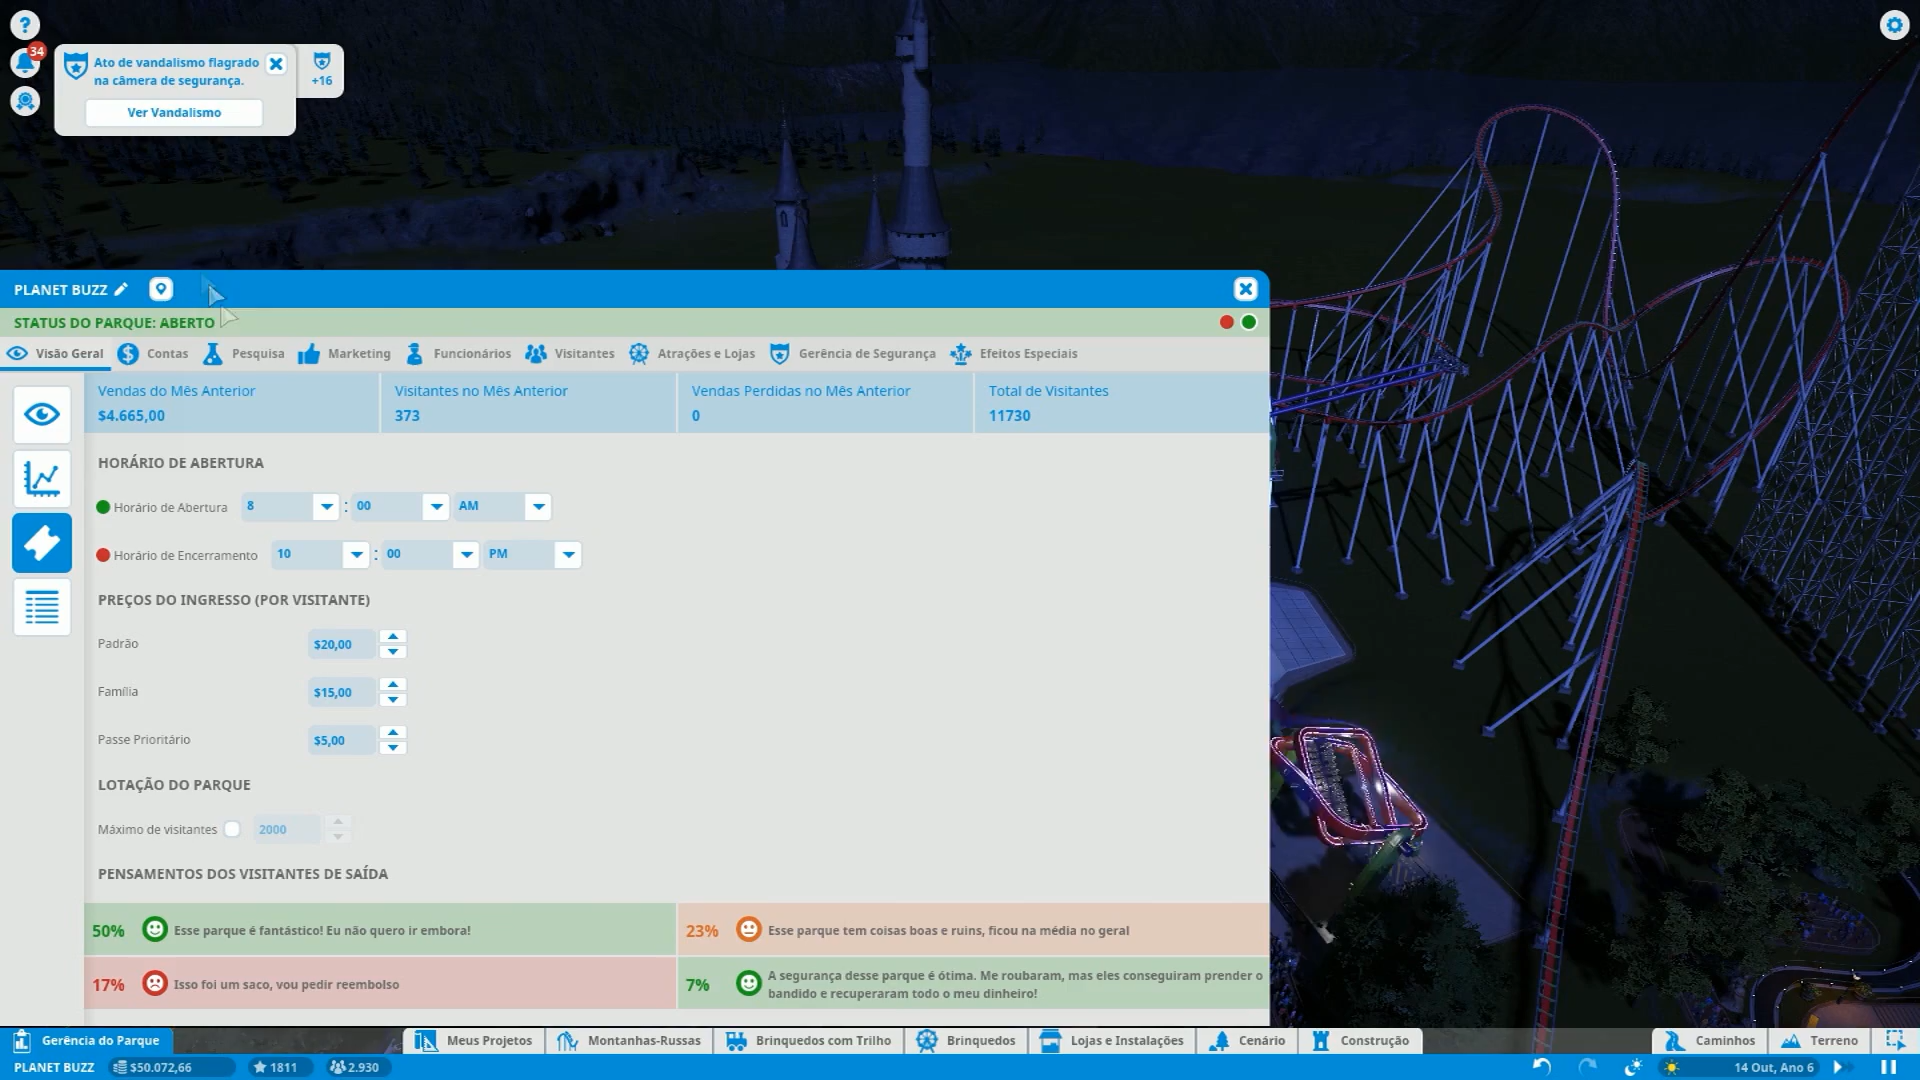 ?
34
Ato de vandalismo flagrado
na câmera de segurança.
Ver Vandalismo
+16
PLANET BUZZ
STATUS DO PARQUE: ABERTO
Visão Geral
Contas
Pesquisa
Marketing
Funcionários
Visitantes
Atrações e Lojas
Gerência de Segurança
Efeitos Especiais
Vendas do Mês Anterior
$4.665,00
Visitantes no Mês Anterior
373
Vendas Perdidas no Mês Anterior
0
Total de Visitantes
11730
HORÁRIO DE ABERTURA
Horário de Abertura 8 : 00 AM
Horário de Encerramento 10 : 00 PM
PREÇOS DO INGRESSO (POR VISITANTE)
Padrão $20,00
Família $15,00
Passe Prioritário $5,00
LOTAÇÃO DO PARQUE
Máximo de visitantes 2000
PENSAMENTOS DOS VISITANTES DE SAÍDA
50% Esse parque é fantástico! Eu não quero ir embora!
23% Esse parque tem coisas boas e ruins, ficou na média no geral
17% Isso foi um saco, vou pedir reembolso
7% A segurança desse parque é ótima. Me roubaram, mas eles conseguiram prender o
bandido e recuperaram todo o meu dinheiro!
Gerência do Parque
Meus Projetos
Montanhas-Russas
Brinquedos com Trilho
Brinquedos
Lojas e Instalações
Cenário
Construção
Caminhos
Terreno
PLANET BUZZ
$50.072,66
1811
2.930
14 Out, Ano 6